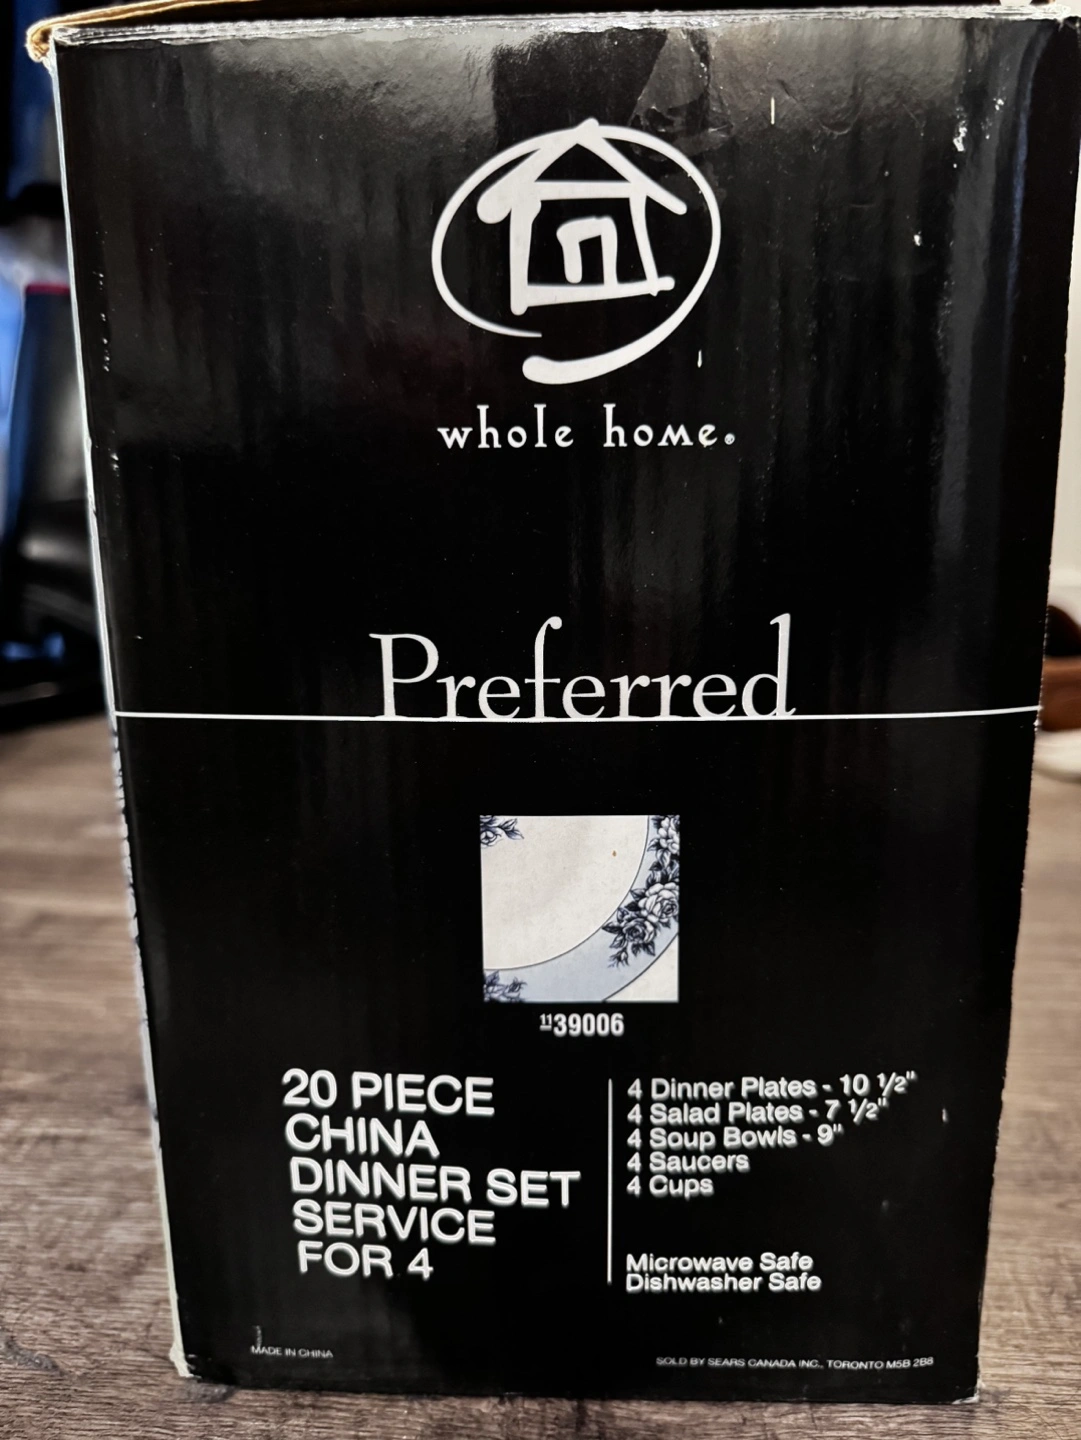 whole home®
Preferred
1139006
20 PIECE
CHINA
DINNER SET
SERVICE
FOR 4
4 Dinner Plates - 10 1/2"
4 Salad Plates - 7 1/2"
4 Soup Bowls - 9"
4 Saucers
4 Cups
Microwave Safe
Dishwasher Safe
MADE IN CHINA
SOLD BY SEARS CANADA INC., TORONTO M5B 2B8